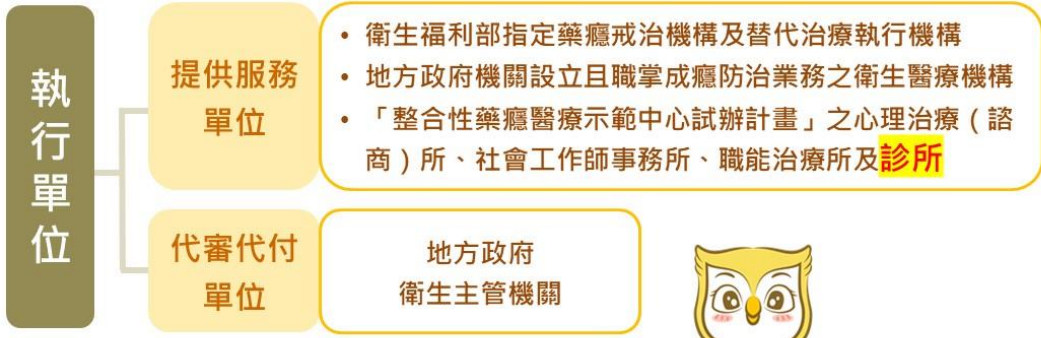 執行單位
提供服務
單位
• 衛生福利部指定藥癮戒治機構及替代治療執行機構
• 地方政府機關設立且職掌成癮防治業務之衛生醫療機構
• 「整合性藥癮醫療示範中心試辦計畫」之心理治療（諮
商）所、社會工作師事務所、職能治療所及診所
代審代付
單位
地方政府
衛生主管機關